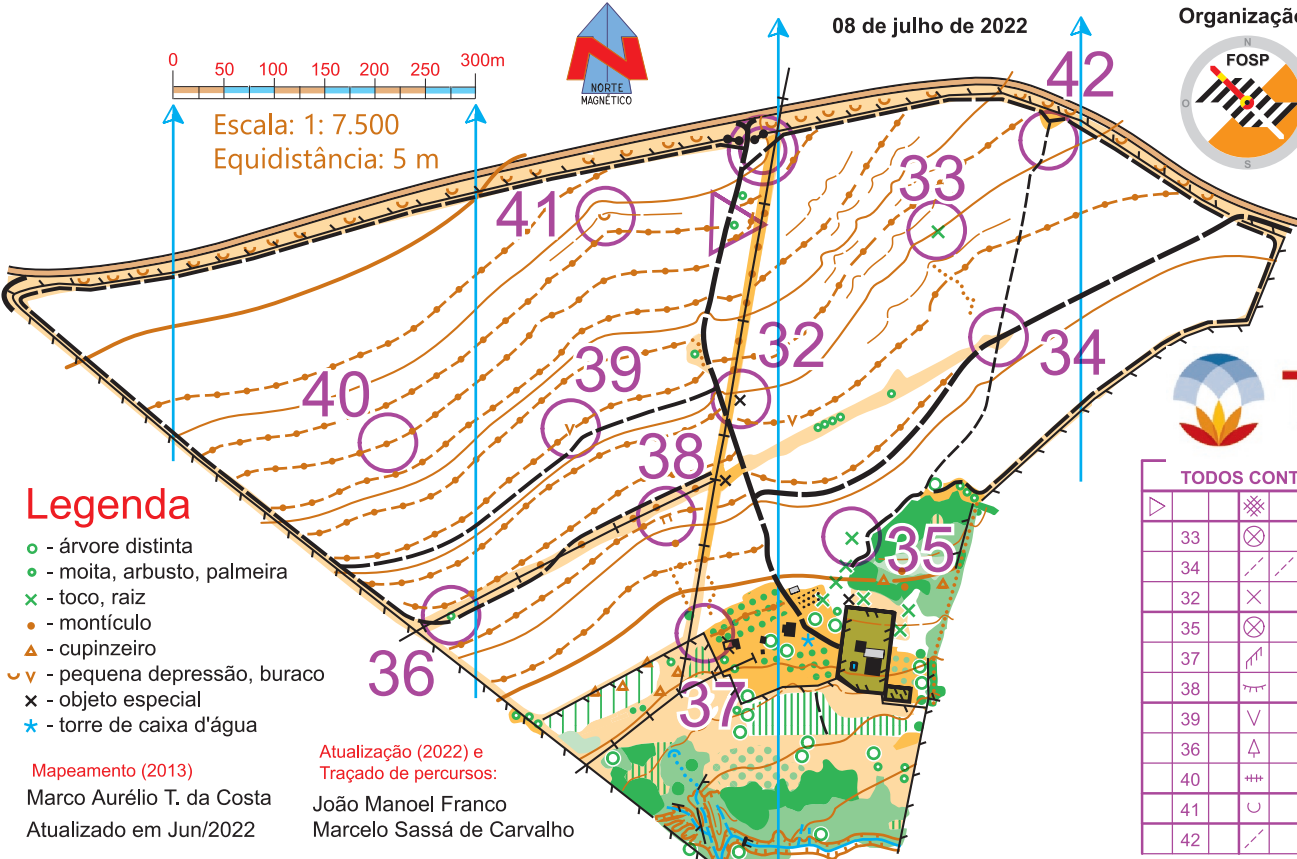 08 de julho de 2022
Organização
N
FOSP
O
S
0 50 100 150 200 250 300m
Escala: 1: 7.500
Equidistância: 5 m
N
NORTE
MAGNÉTICO
42
41
33
32
34
39
40
38
35
36
37
Legenda
- árvore distinta
- moita, arbusto, palmeira
- toco, raiz
- montículo
- cupinzeiro
- pequena depressão, buraco
- objeto especial
- torre de caixa d'água
Mapeamento (2013)
Marco Aurélio T. da Costa
Atualizado em Jun/2022
Atualização (2022) e
Traçado de percursos:
João Manoel Franco
Marcelo Sassá de Carvalho
TODOS CONT
33
34
32
35
37
38
39
36
40
41
42